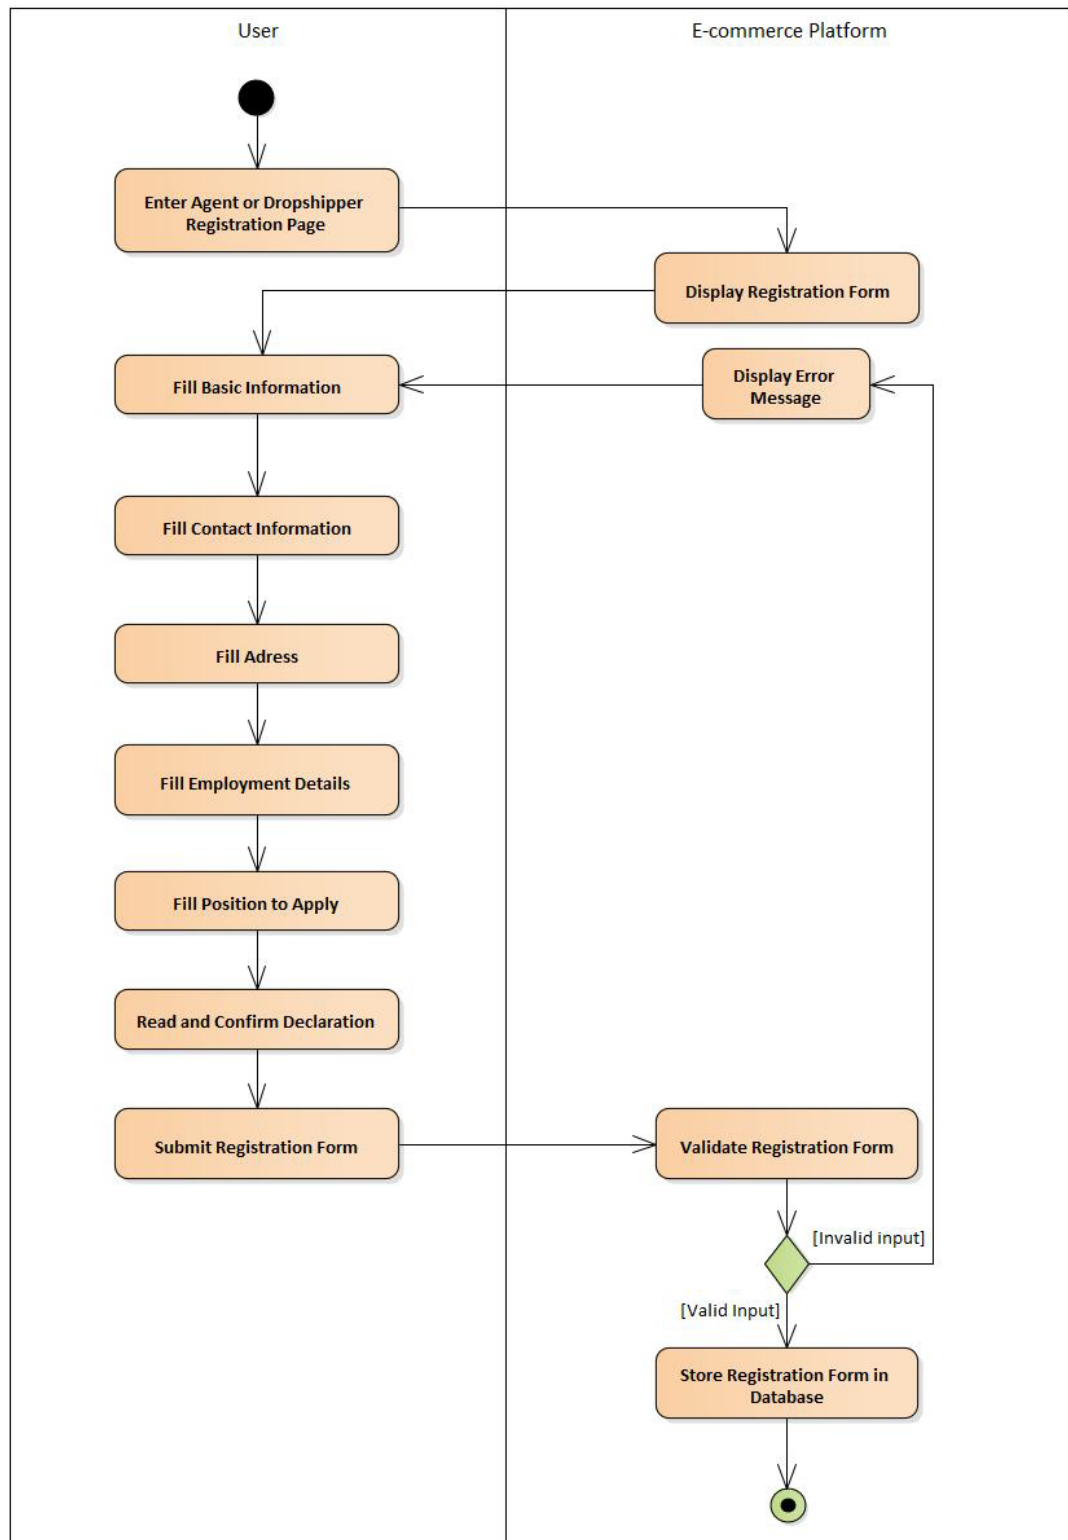 User
E-commerce Platform
Enter Agent or Dropshipper
Registration Page
Display Registration Form
Fill Basic Information
Display Error
Message
Fill Contact Information
Fill Adress
Fill Employment Details
Fill Position to Apply
Read and Confirm Declaration
Submit Registration Form
Validate Registration Form
[Invalid input]
[Valid Input]
Store Registration Form in
Database